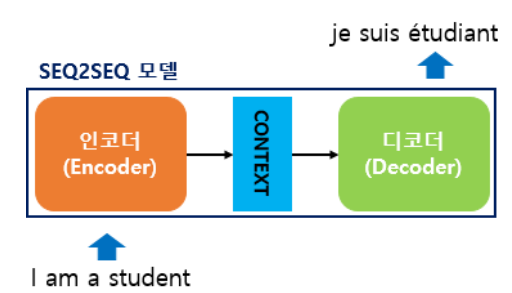 je suis étudiant
SEQ2SEQ 모델
인코더
(Encoder)
CONTEXT
디코더
(Decoder)
I am a student